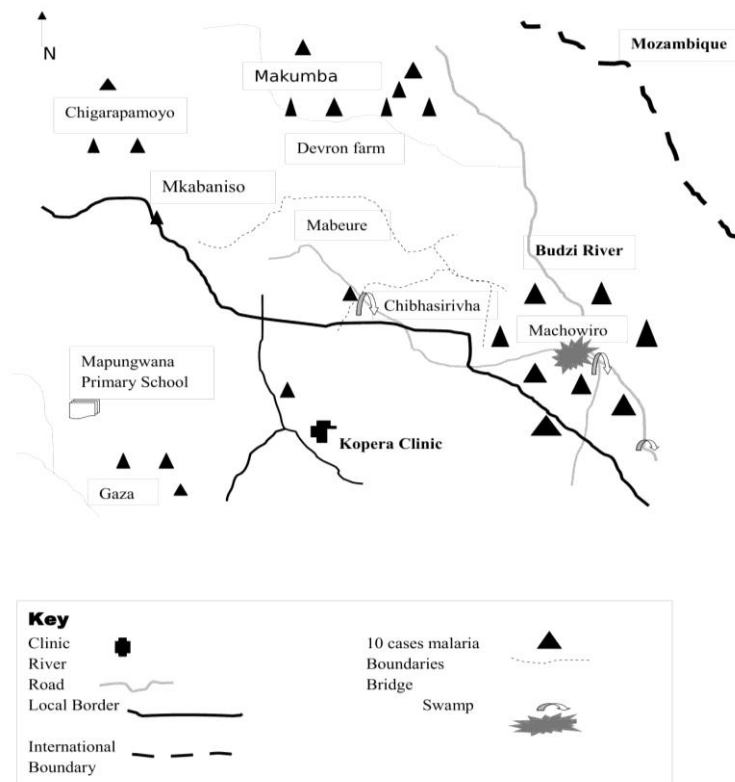 N
Mozambique
Makumba
Chigarapamoyo
Devron farm
Mkabaniso
Mabeure
Budzi River
Chibhasirivha
Machowiro
Mapungwana
Primary School
Kopera Clinic
Gaza
Key
Clinic
River
Road
Local Border
International
Boundary
10 cases malaria
Boundaries
Bridge
Swamp